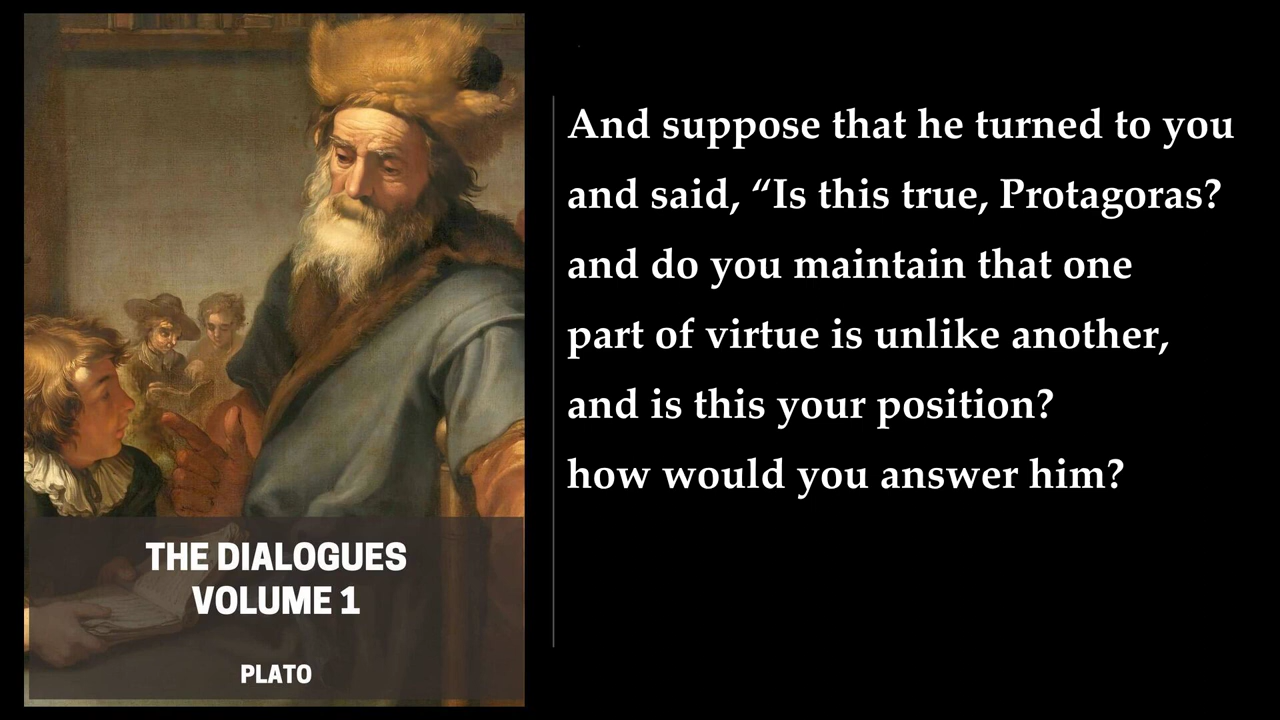 THE DIALOGUES
VOLUME 1
PLATO
And suppose that he turned to you
and said, “Is this true, Protagoras?
and do you maintain that one
part of virtue is unlike another,
and is this your position?
how would you answer him?